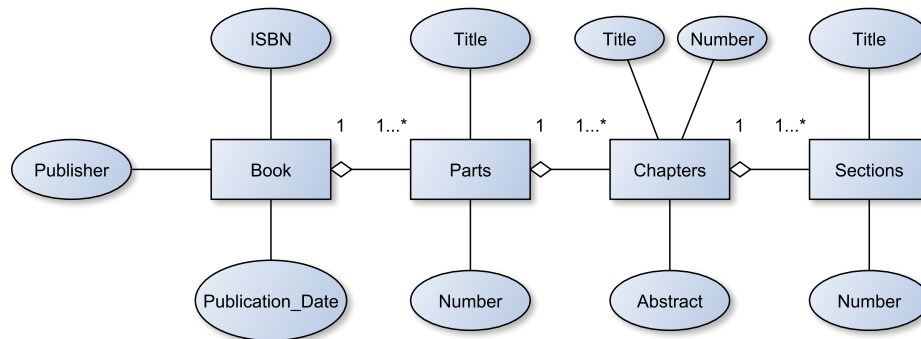 ISBN
Title
Title
Number
Title
1
1...*
1
1...*
1
1...*
Publisher
Book
Parts
Chapters
Sections
Publication_Date
Number
Abstract
Number